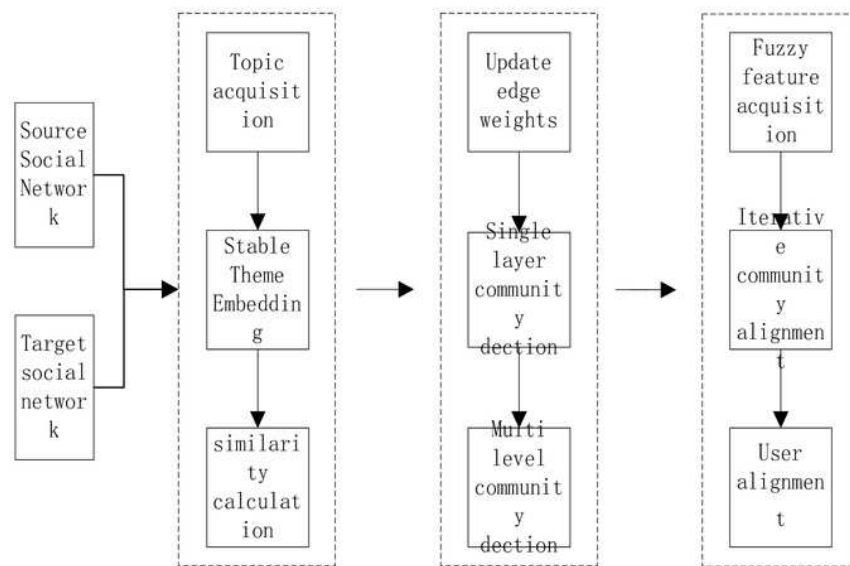 Source
Social
Networ
k
Target
social
networ
k
Topic
acquisit
ion
Stable
Theme
Embeddin
g
similari
ty
calculat
ion
Update
edge
weights
Single
layer
communit
y
dection
Multi
level
communit
y
dection
Fuzzy
feature
acquisit
ion
Iterativ
e
communit
y
alignmen
t
User
alignmen
t